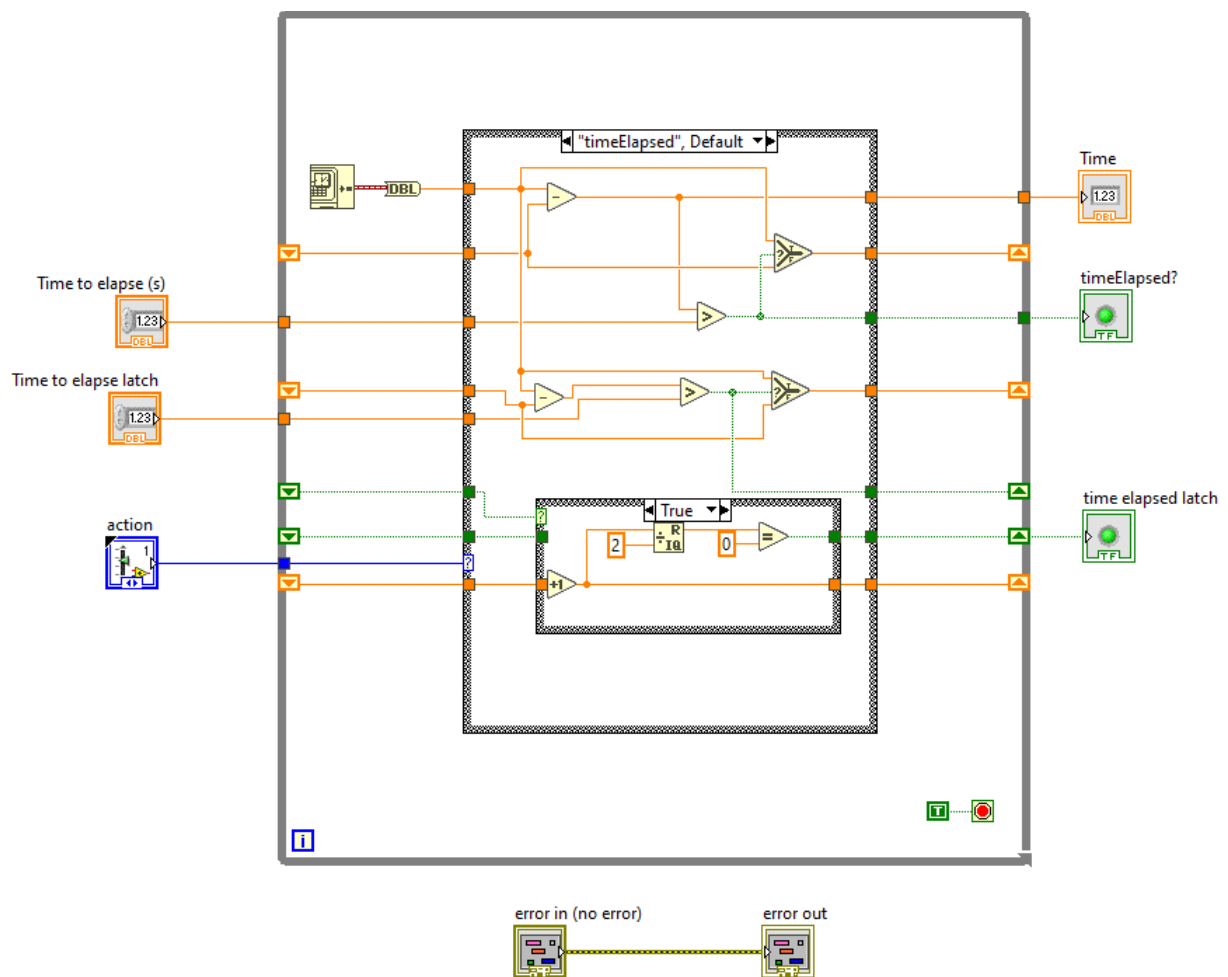 "timeElapsed", Default
DBL
Time
1.23
DBL
Time to elapse (s)
1.23
DBL
timeElapsed?
TF
Time to elapse latch
1.23
DBL
- 
>
?
T
F
-
>
?
T
F
action
1
?
?
True
2
R
IQ
0
=
+1
time elapsed latch
TF
T
i
error in (no error)
error out